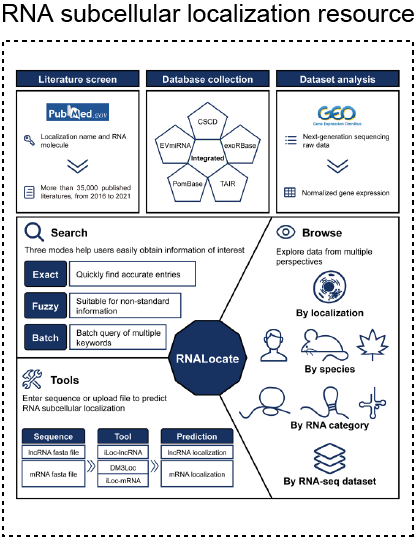 RNA subcellular localization resource
Literature screen
Database collection
Dataset analysis
PubMed.gov
Localization name and RNA
molecule
More than 35,000 published
literatures, from 2016 to 2021
CSCD
EVmiRNA
exoRBase
Integrated
PomBase
TAIR
GEO
Gene Expression Omnibus
Next-generation sequencing
raw data
Normalized gene expression
Search
Three modes help users easily obtain information of interest
Exact
Quickly find accurate entries
Fuzzy
Suitable for non-standard
information
Batch
Batch query of multiple
keywords
RNALocate
Browse
Explore data from multiple
perspectives
By localization
By species
By RNA category
By RNA-seq dataset
Tools
Enter sequence or upload file to predict
RNA subcellular localization
Sequence
Tool
Prediction
lncRNA fasta file
iLoc-lncRNA
lncRNA localization
mRNA fasta file
DM3Loc
iLoc-mRNA
mRNA localization